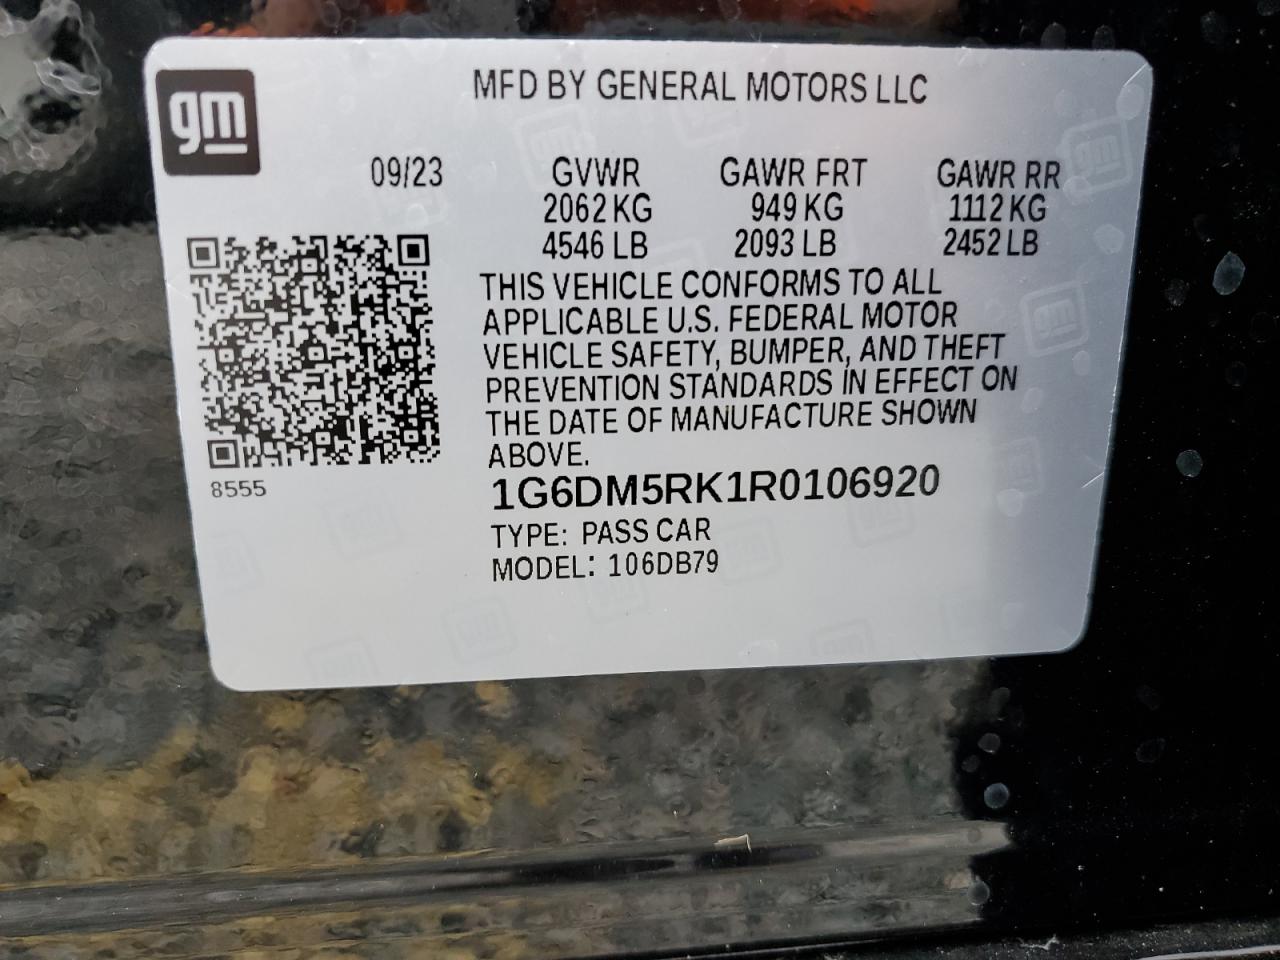 gm
MFD BY GENERAL MOTORS LLC
09/23 GVWR GAWR FRT GAWR RR
2062 KG 949 KG 1112 KG
4546 LB 2093 LB 2452 LB
THIS VEHICLE CONFORMS TO ALL
APPLICABLE U.S. FEDERAL MOTOR
VEHICLE SAFETY, BUMPER, AND THEFT
PREVENTION STANDARDS IN EFFECT ON
THE DATE OF MANUFACTURE SHOWN
ABOVE.
8555
1G6DM5RK1R0106920
TYPE: PASS CAR
MODEL: 106DB79